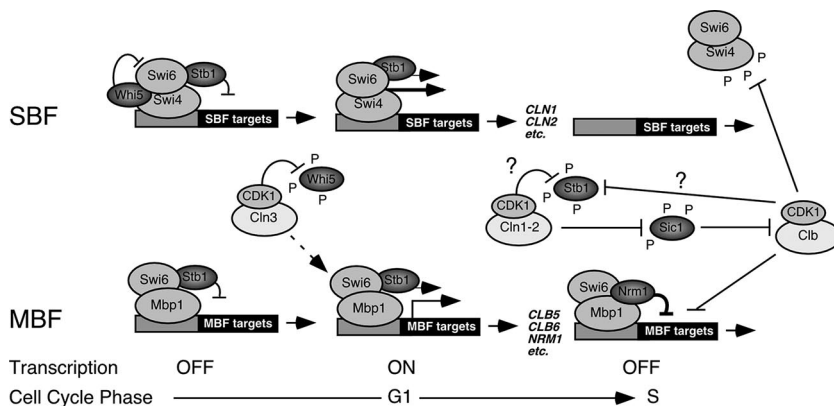 SBF
Whi5
Swi6
Stb1
Swi4
SBF targets
Swi6
Stb1
Swi4
SBF targets
CLN1
CLN2
etc.
SBF targets
Swi6
Swi4
P
P P P
CDK1
Cln3
P
P Whi5
P
?
CDK1
Cln1-2
P
P Stb1
P
?
P P
Sic1
P
CDK1
Clb
MBF
Swi6
Stb1
Mbp1
MBF targets
Swi6
Stb1
Mbp1
MBF targets
CLB5
CLB6
NRM1
etc.
Swi6
Nrm1
Mbp1
MBF targets
Transcription OFF ON OFF
Cell Cycle Phase G1 S